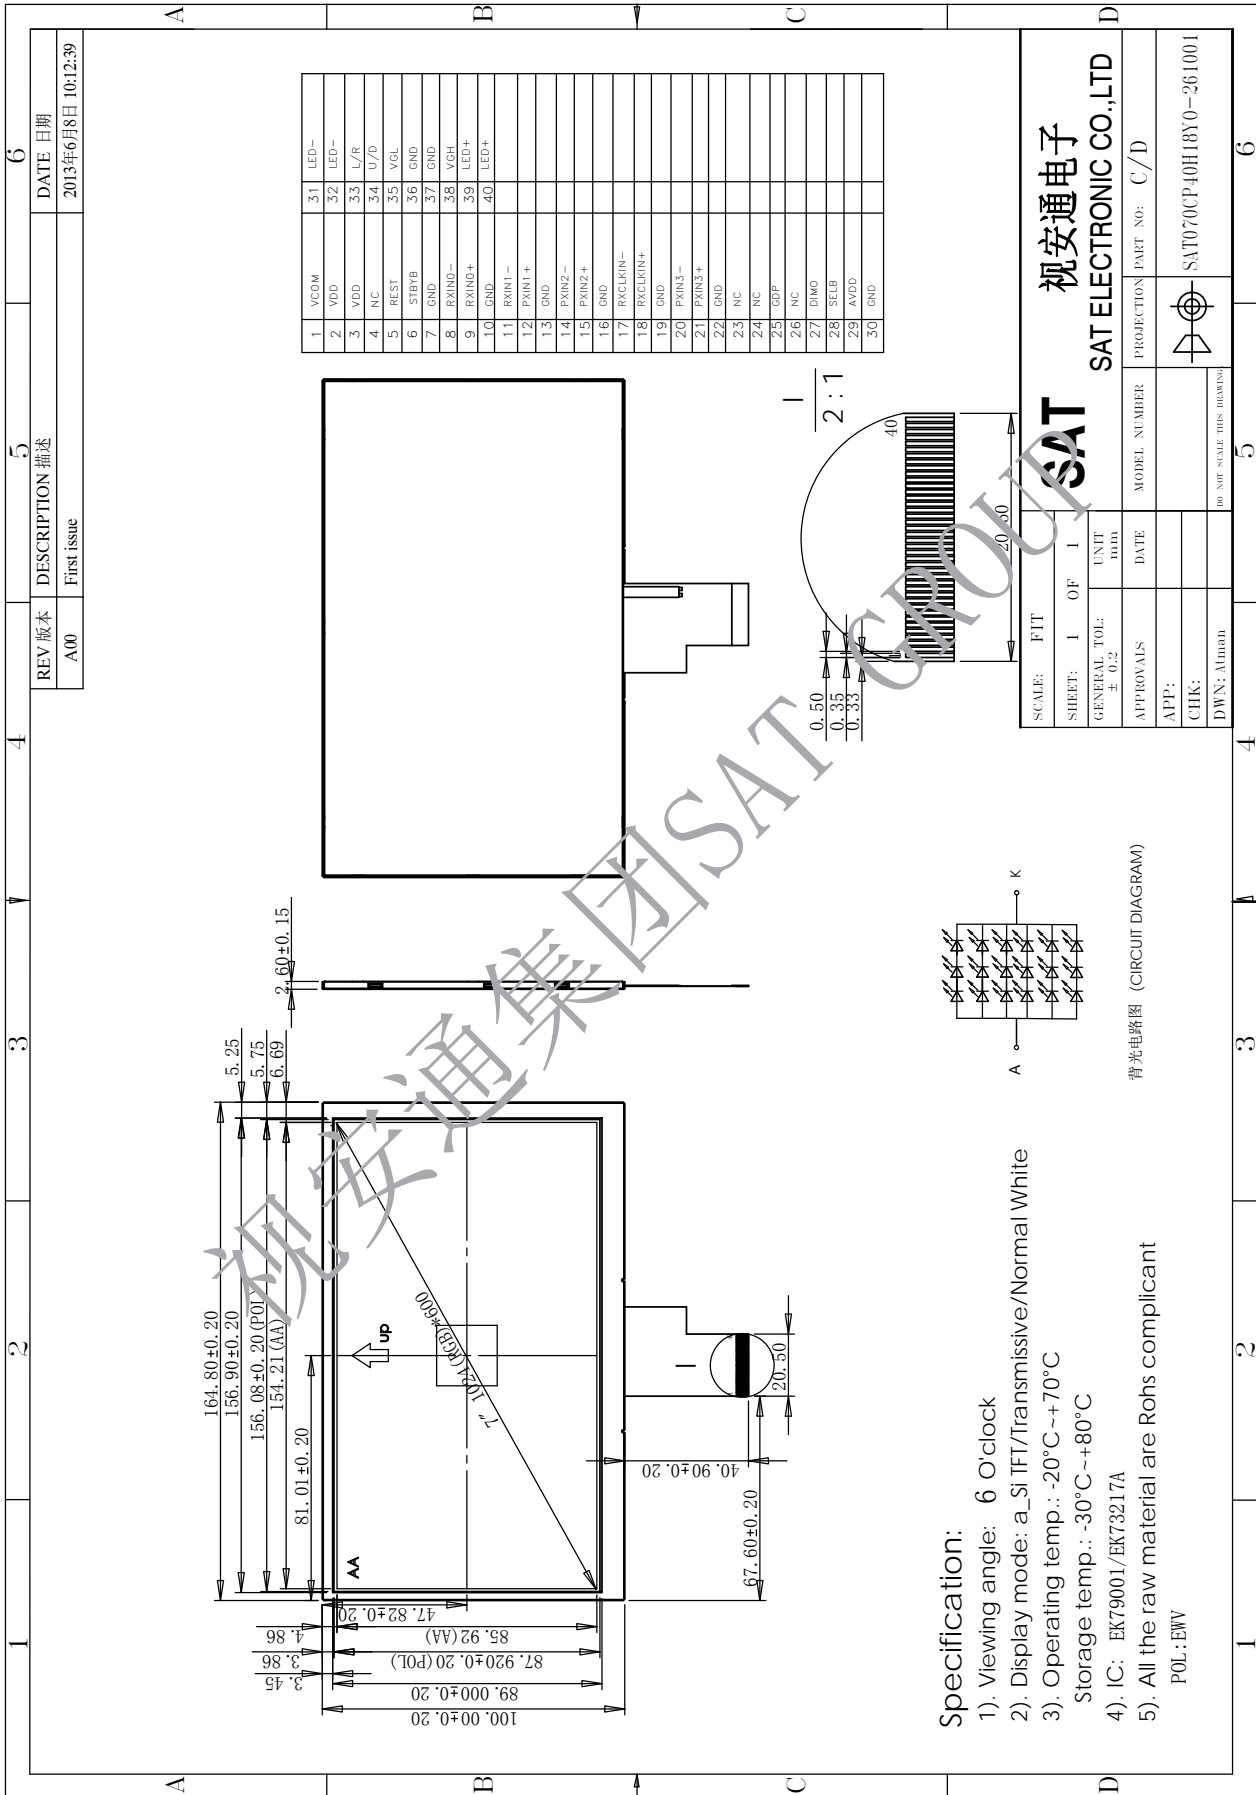 1 2 3 4 5 6
A B C D
REV 版本 DESCRIPTION 描述 DATE 日期
A00 First issue 2013年6月8日 10:12:39
164.80±0.20
156.90±0.20
156.08±0.20 (POL
154.21 (AA)
81.01±0.20
5.25
5.75
6.69
2.60±0.15
AA
up
7" 1024(RGB)*600
47.82±0.20
4.86
85.92 (AA)
3.86
87.920±0.20 (POL)
3.45
89.000±0.20
100.00±0.20
I
40.90±0.20
20.50
67.60±0.20
1 VCOM 31 LED-
2 VDD 32 LED-
3 VDD 33 L/R
4 NC 34 U/D
5 REST 35 VGL
6 STBYB 36 GND
7 GND 37 GND
8 RXIN0- 38 VGH
9 RXIN0+ 39 LED+
10 GND 40 LED+
11 RXIN1-
12 PXIN1+
13 GND
14 PXIN2-
15 PXIN2+
16 GND
17 RXCLKIN-
18 RXCLKIN+
19 GND
20 PXIN3-
21 PXIN3+
22 GND
23 NC
24 NC
25 GDP
26 NC
27 DIMO
28 SELB
29 AVDD
30 GND
I
2:1
40
0.50
0.35
0.33
20.50
A K
背光电路图 (CIRCUIT DIAGRAM)
Specification:
1). Viewing angle: 6 O'clock
2). Display mode: a_Si TFT/Transmissive/Normal White
3). Operating temp.: -20°C~+70°C
Storage temp.: -30°C~+80°C
4). IC: EK79001/EK73217A
5). All the raw material are Rohs complicant
POL:EWV
SCALE: FIT
SHEET: 1 OF 1
GENERAL TOL: ± 0.2
UNIT mm
APPROVALS DATE
APP:
CHK:
DWN: Atman
SAT
视安通电子
SAT ELECTRONIC CO.,LTD
MODEL NUMBER PROJECTION PART NO: C/D
SAT070CP40H18Y0-261001
DO NOT SCALE THIS DRAWING.
视安通集团SAT GROUP
A B C D
1 2 3 4 5 6